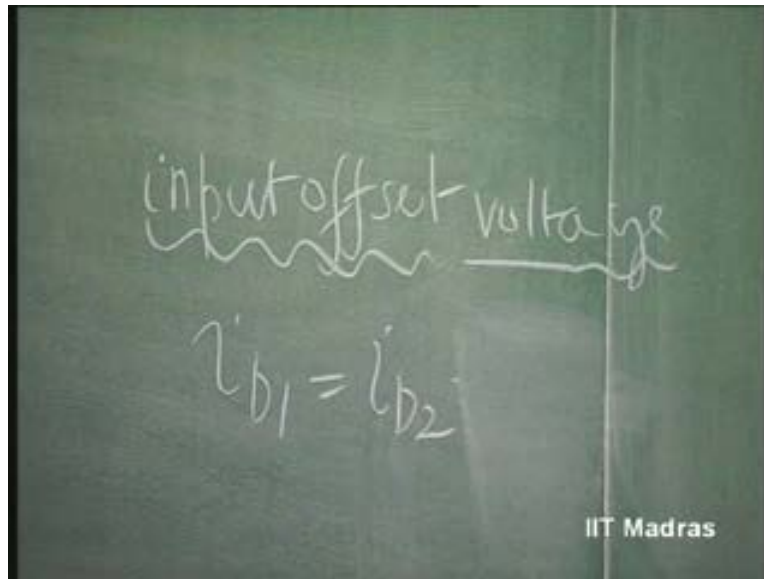 input offset voltage
i_D1 = i_D2
IIT Madras